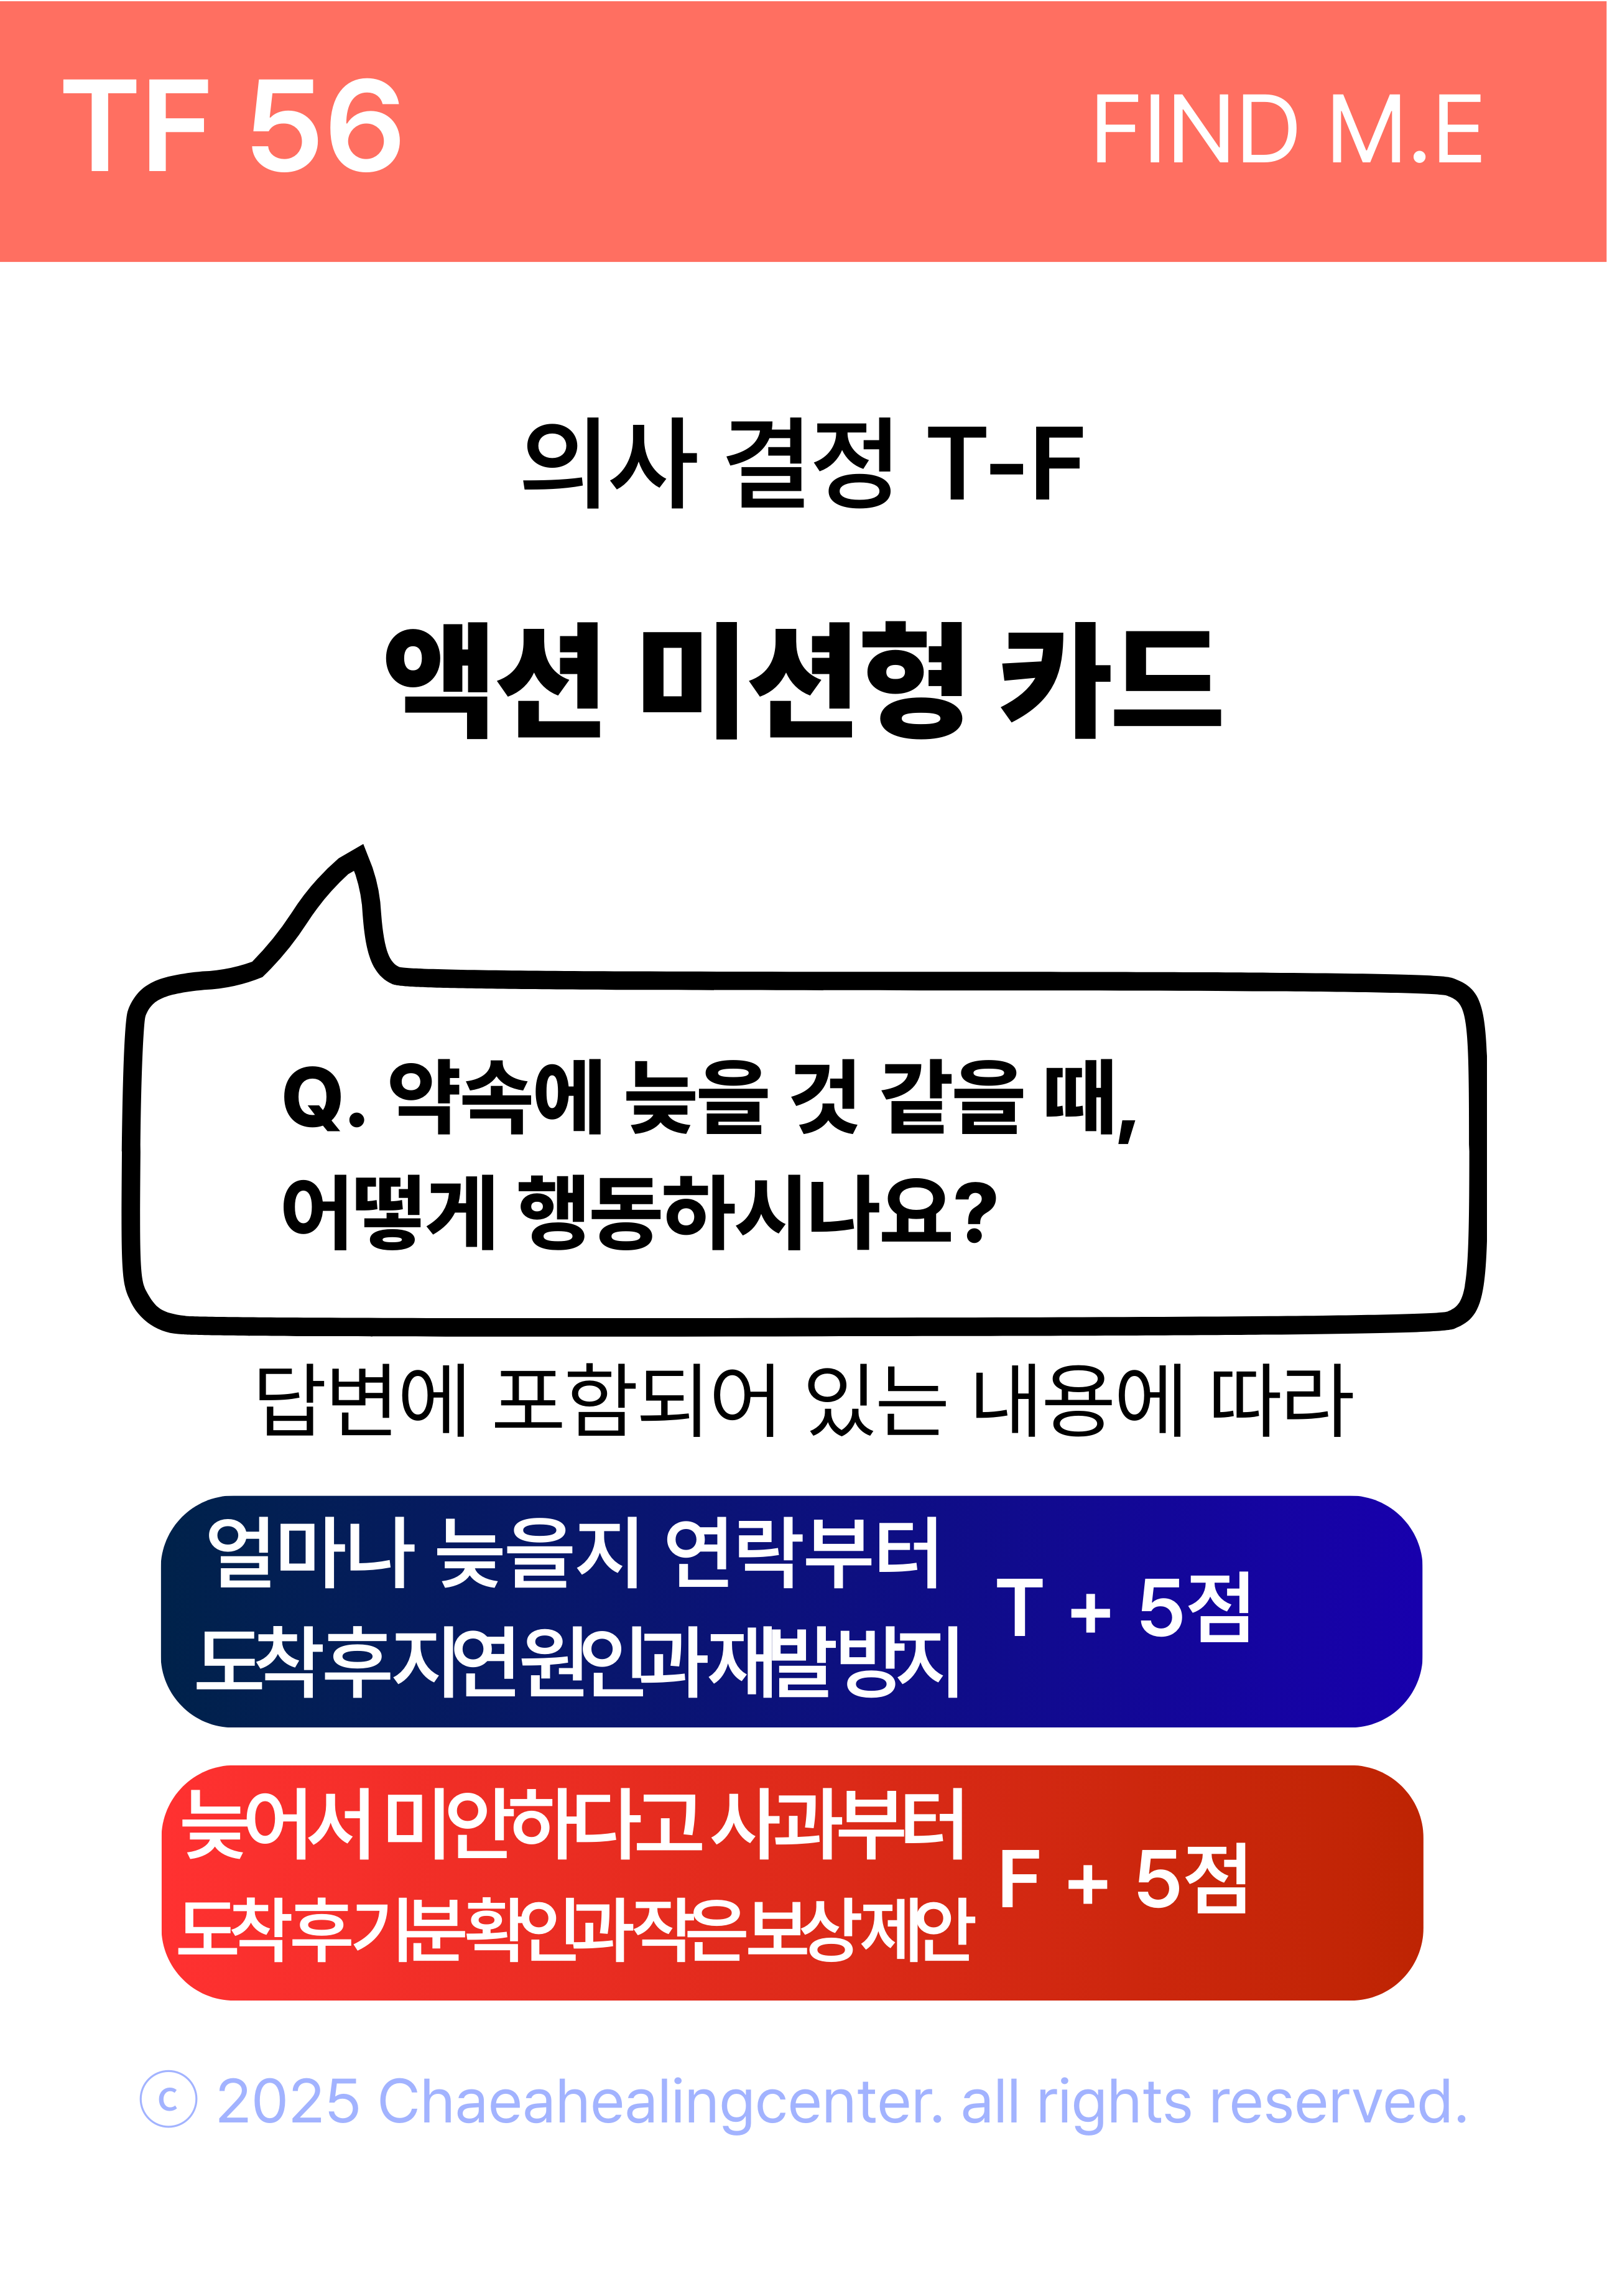 TF 56
FIND M.E
의사 결정 T-F
액션 미션형 카드
Q. 약속에 늦을 것 같을 때,
어떻게 행동하시나요?
답변에 포함되어 있는 내용에 따라
얼마나 늦을지 연락부터
도착 후 지연 원인과 재발 방지
T + 5점
늦어서 미안하다고 사과부터
도착 후 기분 확인과 작은 보상 제안
F + 5점
ⓒ 2025 Chaeahealingcenter. all rights reserved.